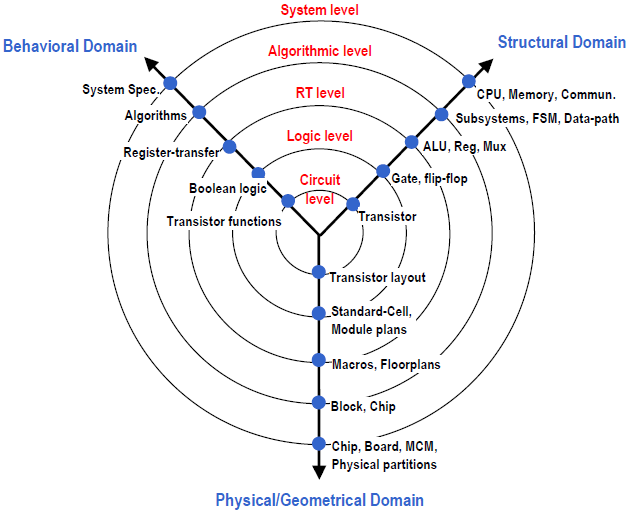 System level
Behavioral Domain
Structural Domain
Algorithmic level
System Spec.
RT level
CPU, Memory, Commun.
Algorithms
Subsystems, FSM, Data-path
Logic level
Register-transfer
ALU, Reg, Mux
Circuit
level
Boolean logic
Gate, flip-flop
Transistor functions
Transistor
Transistor layout
Standard-Cell,
Module plans
Macros, Floorplans
Block, Chip
Chip, Board, MCM,
Physical partitions
Physical/Geometrical Domain